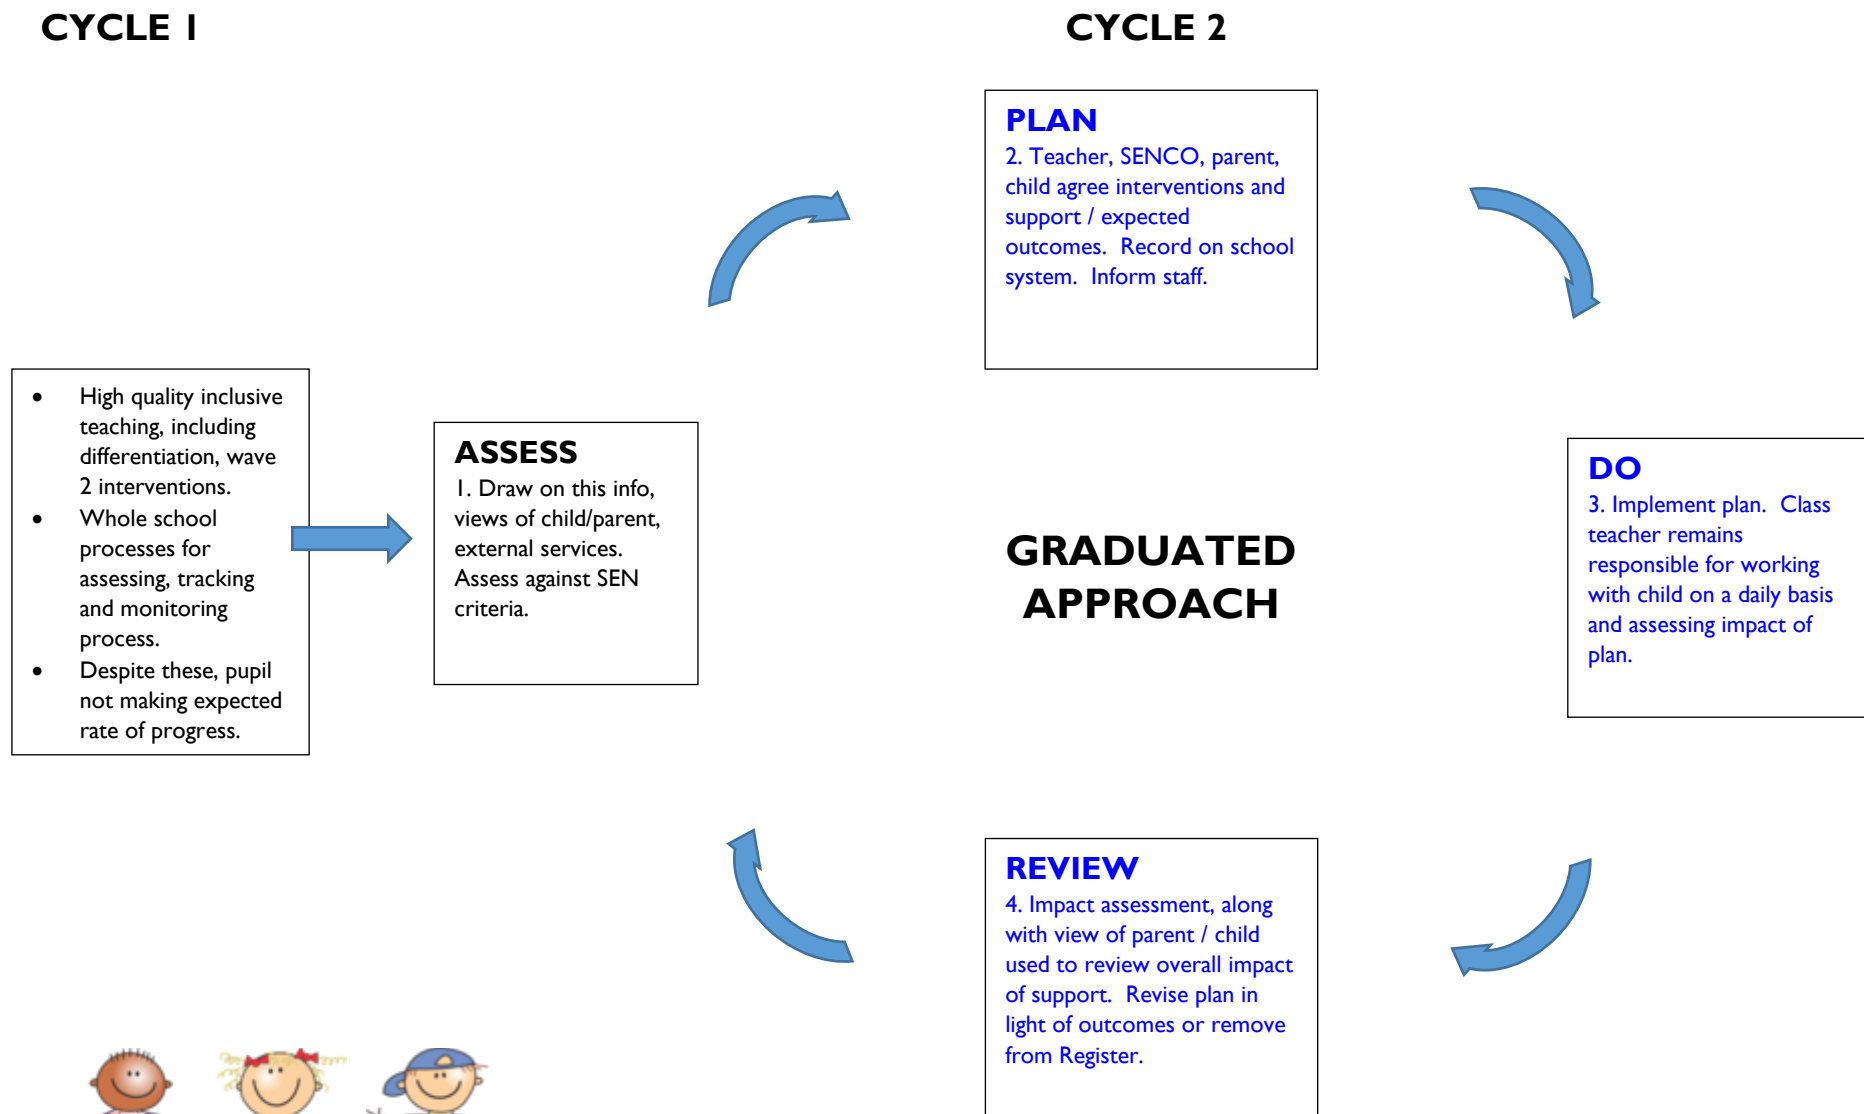 CYCLE 1
CYCLE 2
PLAN
2. Teacher, SENCO, parent,
child agree interventions and
support / expected
outcomes.  Record on school
system.  Inform staff.
• High quality inclusive
teaching, including
differentiation, wave
2 interventions.
• Whole school
processes for
assessing, tracking
and monitoring
process.
• Despite these, pupil
not making expected
rate of progress.
ASSESS
1. Draw on this info,
views of child/parent,
external services.
Assess against SEN
criteria.
GRADUATED
APPROACH
DO
3. Implement plan.  Class
teacher remains
responsible for working
with child on a daily basis
and assessing impact of
plan.
REVIEW
4. Impact assessment, along
with view of parent / child
used to review overall impact
of support.  Revise plan in
light of outcomes or remove
from Register.